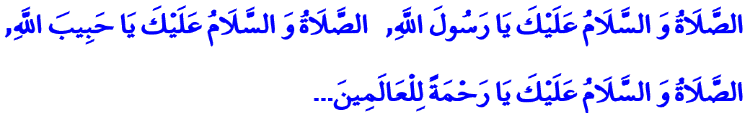 الصَّلَاةُ وَ السَّلَامُ عَلَيْكَ يَا رَسُولَ اللَّهِ, الصَّلَاةُ وَ السَّلَامُ عَلَيْكَ يَا حَبِيبَ اللَّهِ,
الصَّلَاةُ وَ السَّلَامُ عَلَيْكَ يَا رَحْمَةً لِلْعَالَمِينَ...